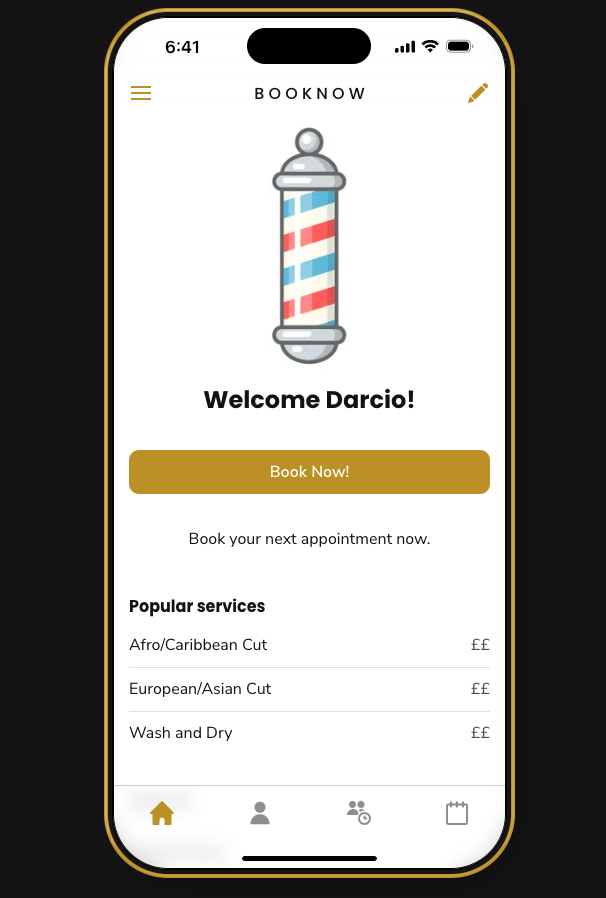 6:41
BOOKNOW
Welcome Darcio!
Book Now!
Book your next appointment now.
Popular services
Afro/Caribbean Cut ££
European/Asian Cut ££
Wash and Dry ££